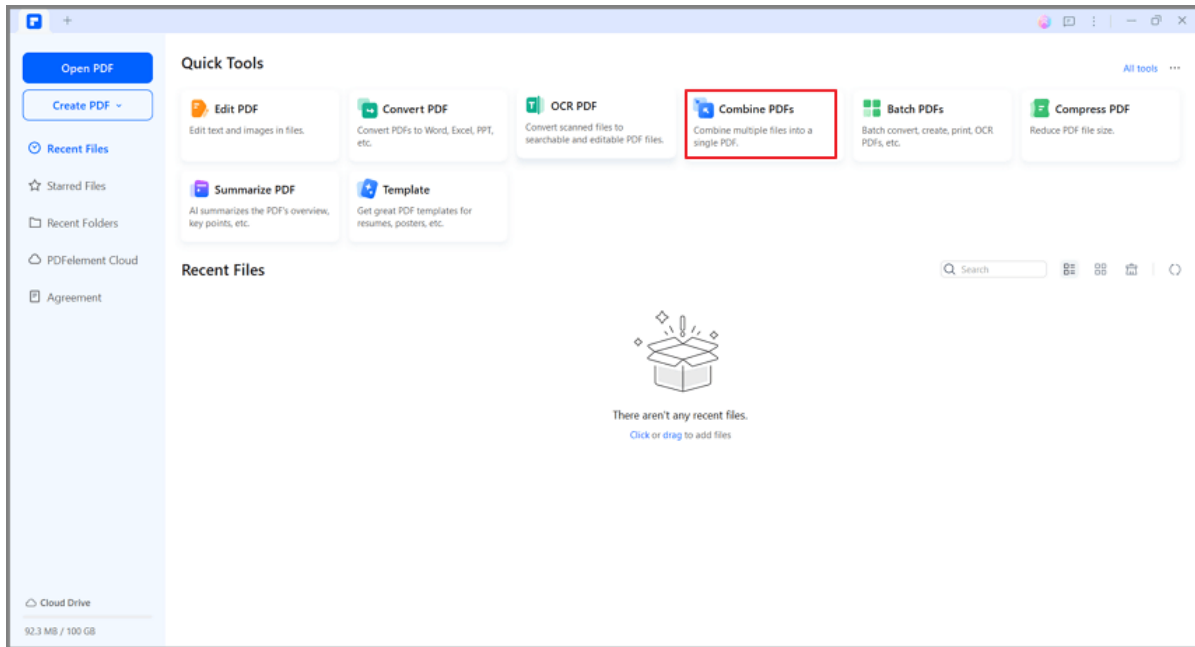 Open PDF
Create PDF
Recent Files
Starred Files
Recent Folders
PDFelement Cloud
Agreement
Cloud Drive
92.3 MB / 100 GB
Quick Tools
All tools
Edit PDF
Edit text and images in files.
Convert PDF
Convert PDFs to Word, Excel, PPT,
etc.
OCR PDF
Convert scanned files to
searchable and editable PDF files.
Combine PDFs
Combine multiple files into a
single PDF.
Batch PDFs
Batch convert, create, print, OCR
PDFs, etc.
Compress PDF
Reduce PDF file size.
Summarize PDF
AI summarizes the PDF's overview,
key points, etc.
Template
Get great PDF templates for
resumes, posters, etc.
Recent Files
Search
There aren't any recent files.
Click or drag to add files